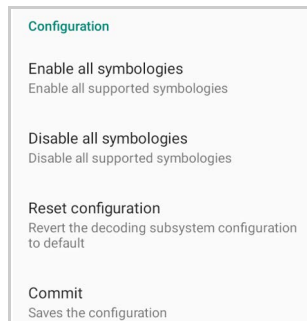 Configuration
Enable all symbologies
Enable all supported symbologies
Disable all symbologies
Disable all supported symbologies
Reset configuration
Revert the decoding subsystem configuration
to default
Commit
Saves the configuration